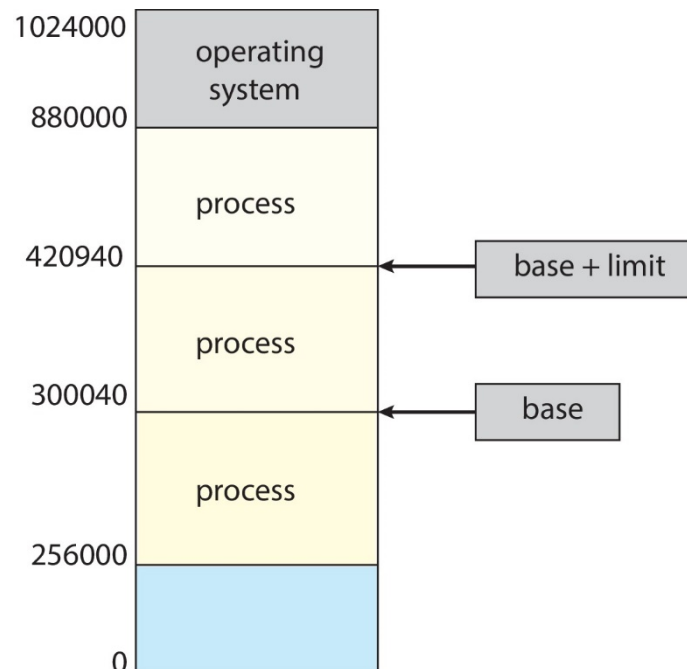 1024000
operating
system
880000
process
420940
base + limit
process
300040
base
process
256000
0